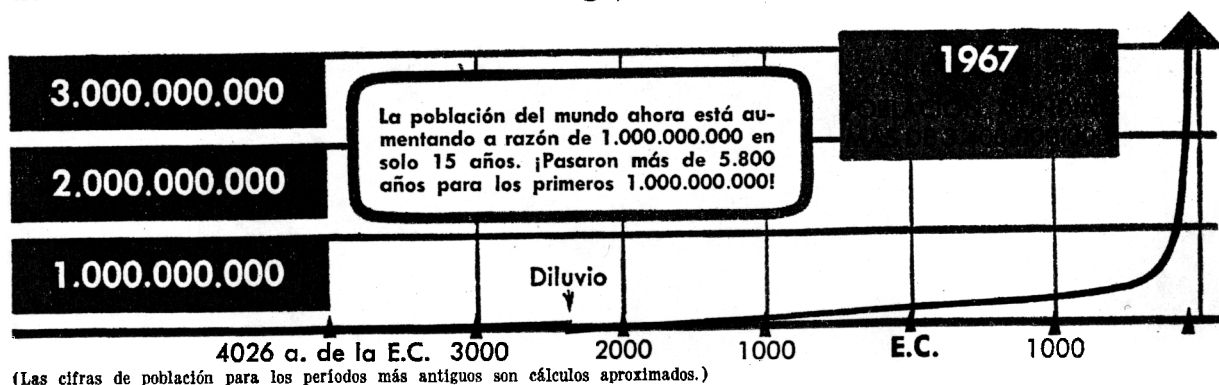 3.000.000.000
2.000.000.000
1.000.000.000
La población del mundo ahora está au-
mentando a razón de 1.000.000.000 en
solo 15 años. ¡Pasaron más de 5.800
años para los primeros 1.000.000.000!
1967
Diluvio
4026 a. de la E.C. 3000 2000 1000 E.C. 1000
(Las cifras de población para los períodos más antiguos son cálculos aproximados.)